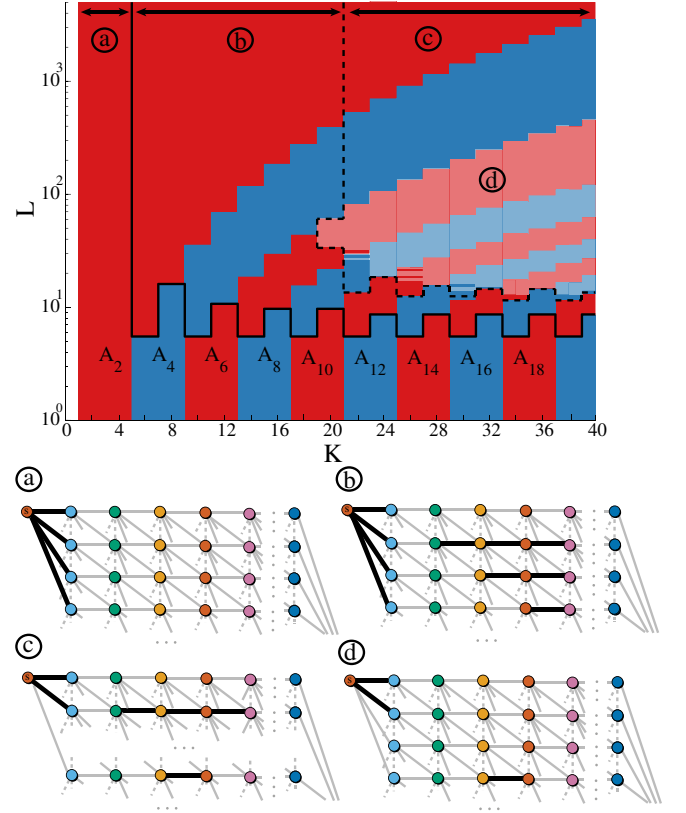 a b c
10³
10²
d
L
10¹
A₂ A₄ A₆ A₈ A₁₀ A₁₂ A₁₄ A₁₆ A₁₈
10⁰
0 4 8 12 16 20 24 28 32 36 40
K
a b
s s
...  ...
c d
s s
...
...  ...